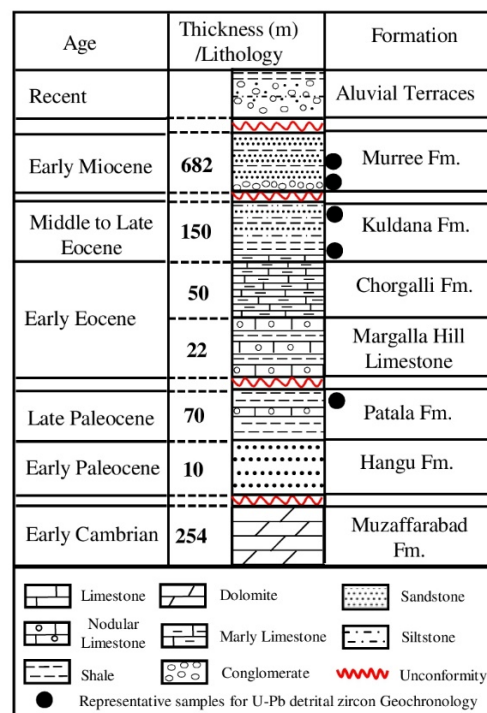 Age
Thickness (m)
/Lithology
Formation
Recent
Aluvial Terraces
Early Miocene
682
Murree Fm.
Middle to Late
Eocene
150
Kuldana Fm.
Early Eocene
50
Chorgalli Fm.
22
Margalla Hill
Limestone
Late Paleocene
70
Patala Fm.
Early Paleocene
10
Hangu Fm.
Early Cambrian
254
Muzaffarabad
Fm.
Limestone
Dolomite
Sandstone
Nodular
Limestone
Marly Limestone
Siltstone
Shale
Conglomerate
Unconformity
Representative samples for U-Pb detrital zircon Geochronology